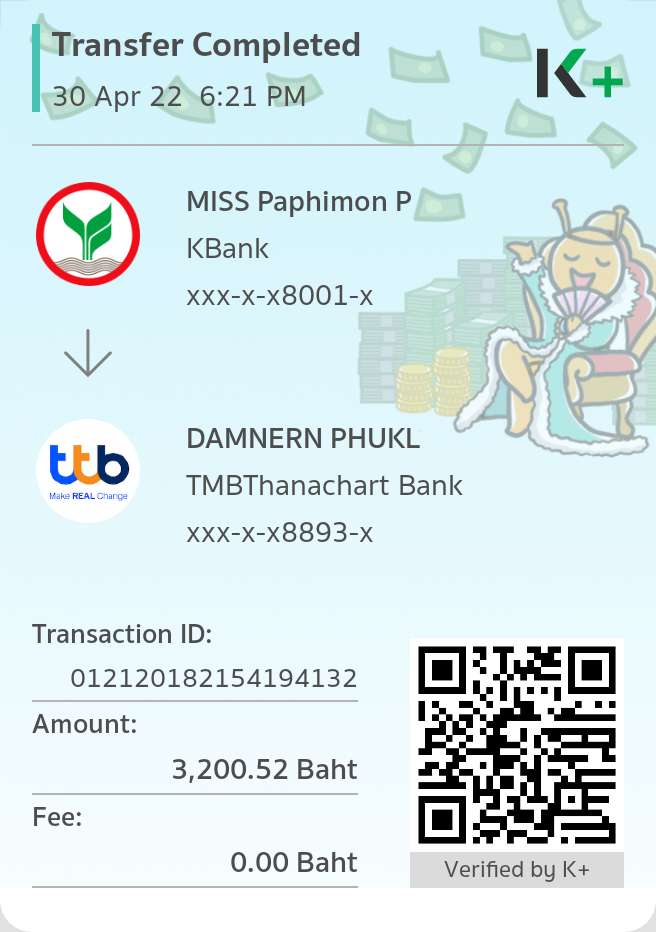 Transfer Completed
30 Apr 22 6:21 PM
K+
MISS Paphimon P
KBank
xxx-x-x8001-x
ttb
Make REAL Change
DAMNERN PHUKL
TMBThanachart Bank
xxx-x-x8893-x
Transaction ID:
012120182154194132
Amount:
3,200.52 Baht
Fee:
0.00 Baht
Verified by K+